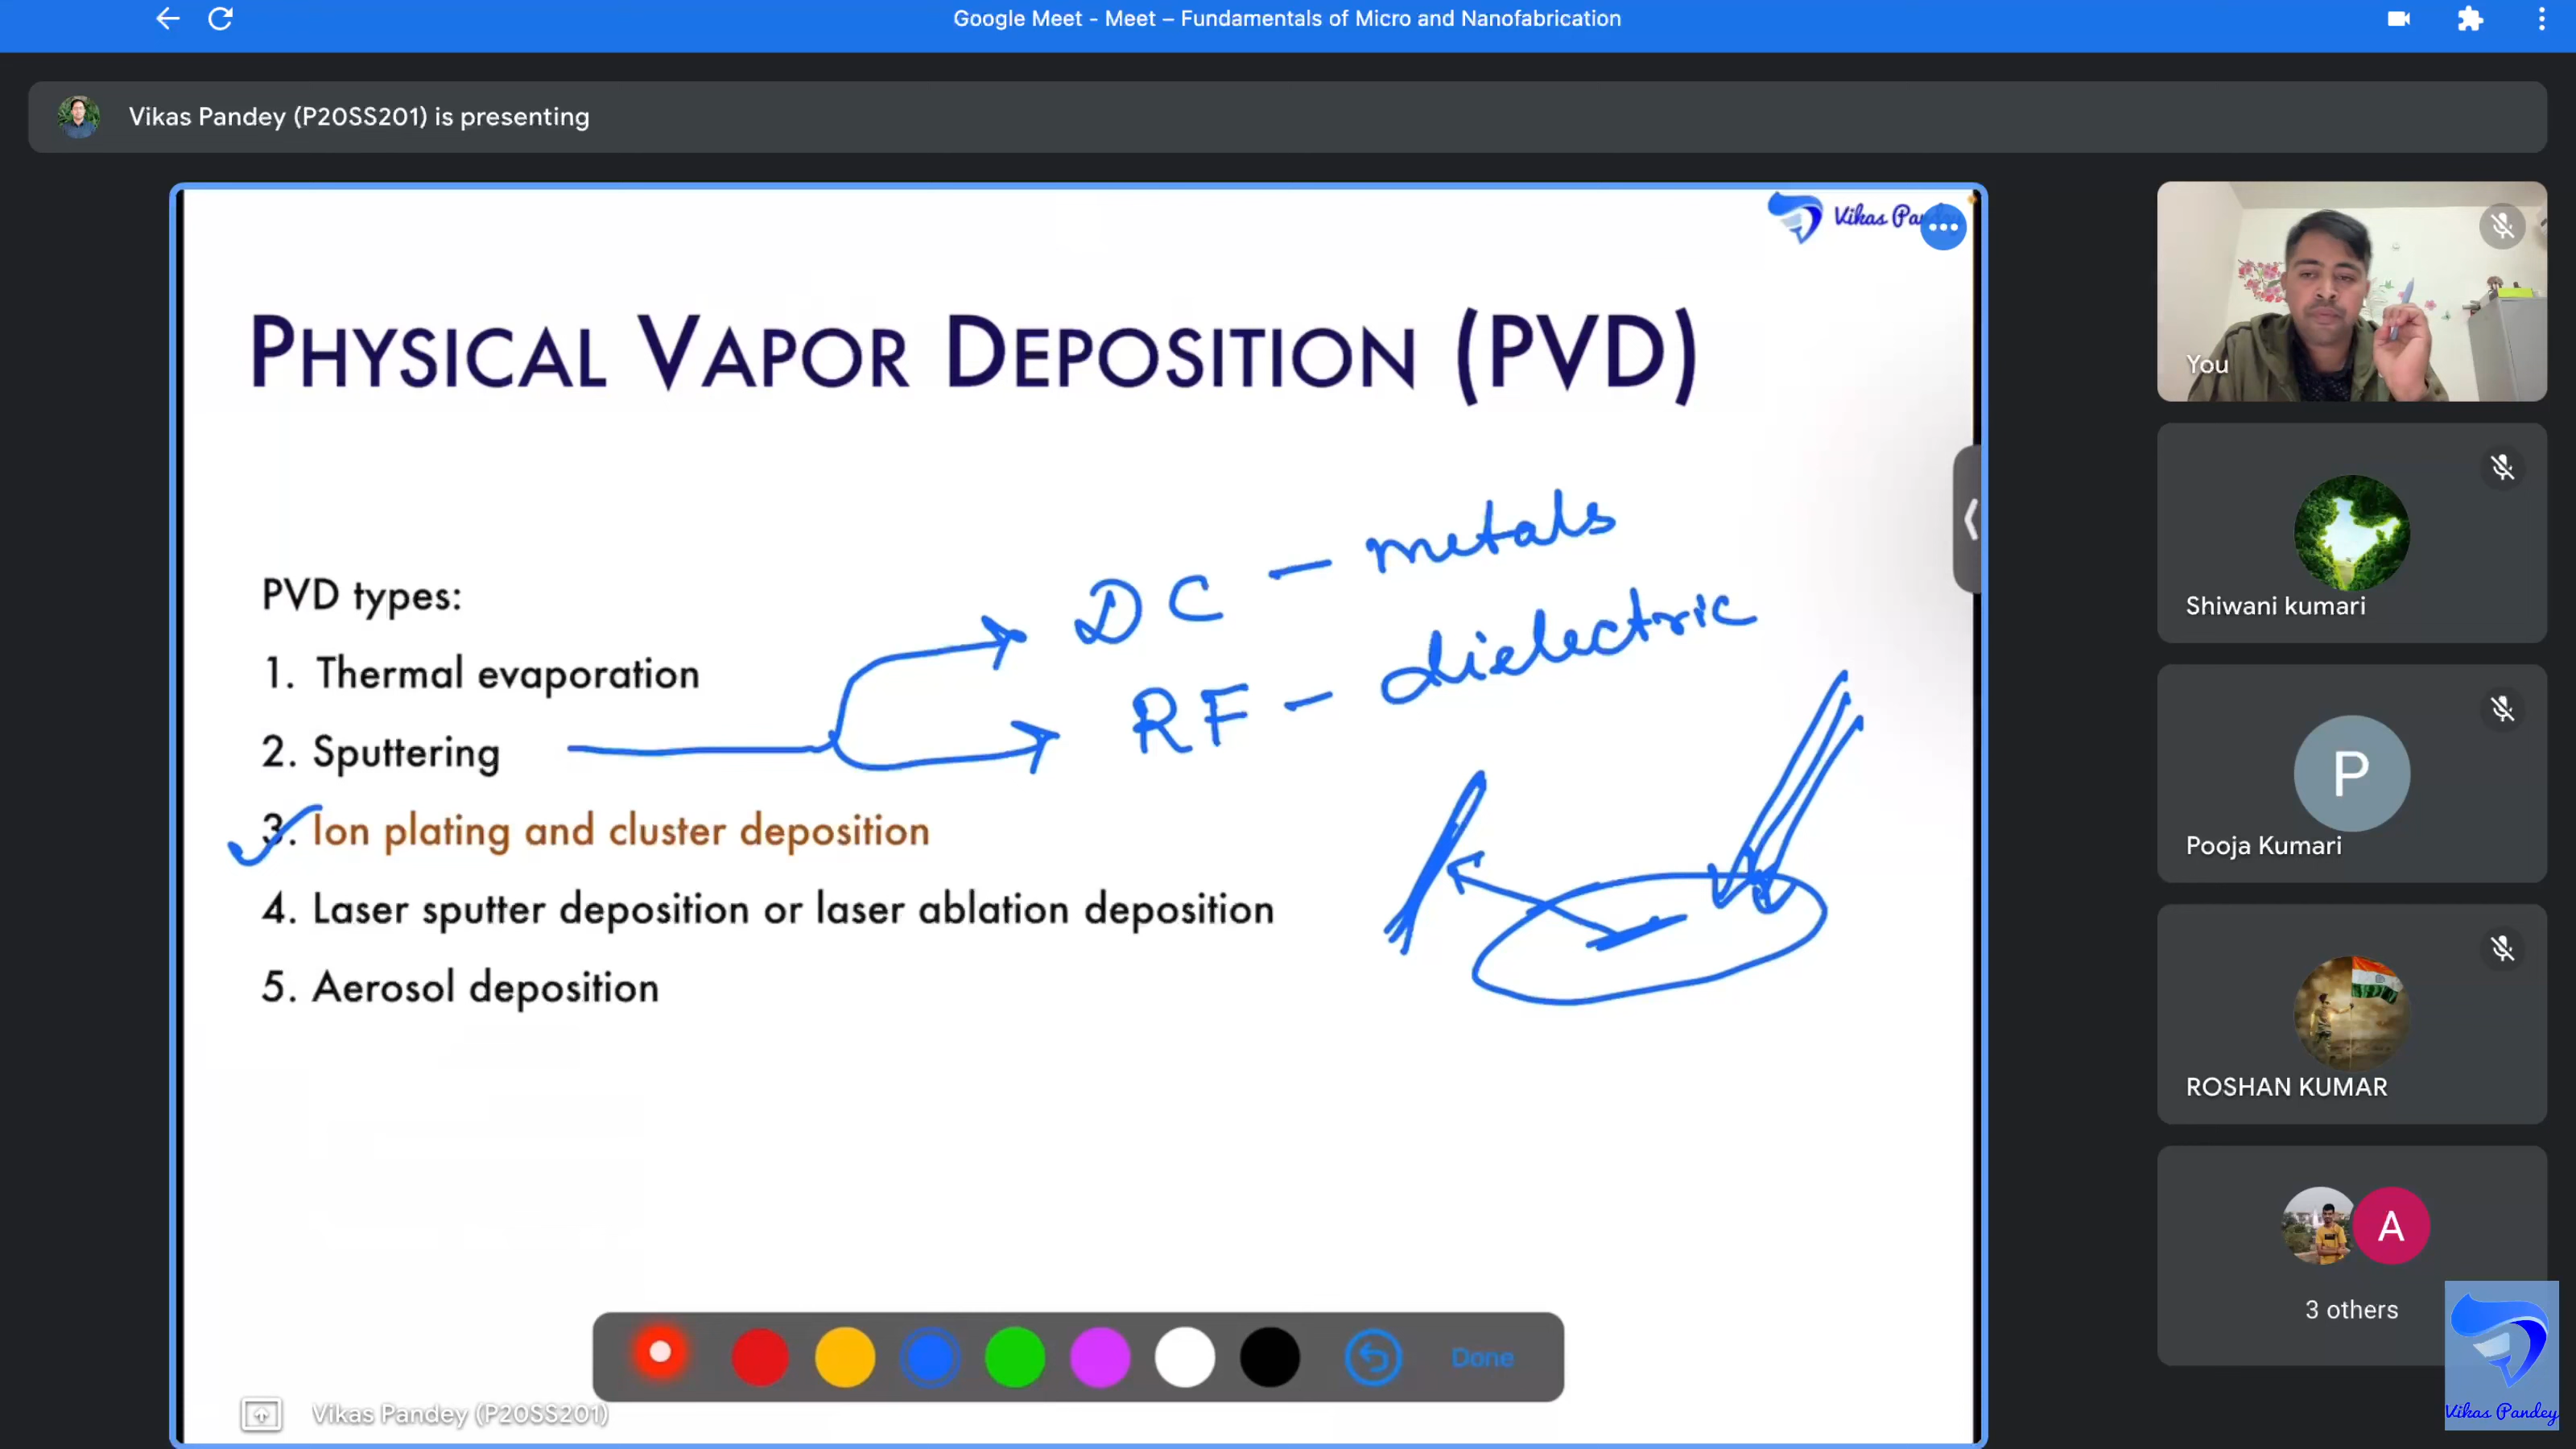 Google Meet - Meet – Fundamentals of Micro and Nanofabrication
Vikas Pandey (P20SS201) is presenting
PHYSICAL VAPOR DEPOSITION (PVD)
PVD types:
1. Thermal evaporation
2. Sputtering
3. Ion plating and cluster deposition
4. Laser sputter deposition or laser ablation deposition
5. Aerosol deposition
DC – metals
RF – dielectric
Done
Vikas Pandey (P20SS201)
You
Shiwani kumari
P
Pooja Kumari
ROSHAN KUMAR
A
3 others
Vikas Pandey